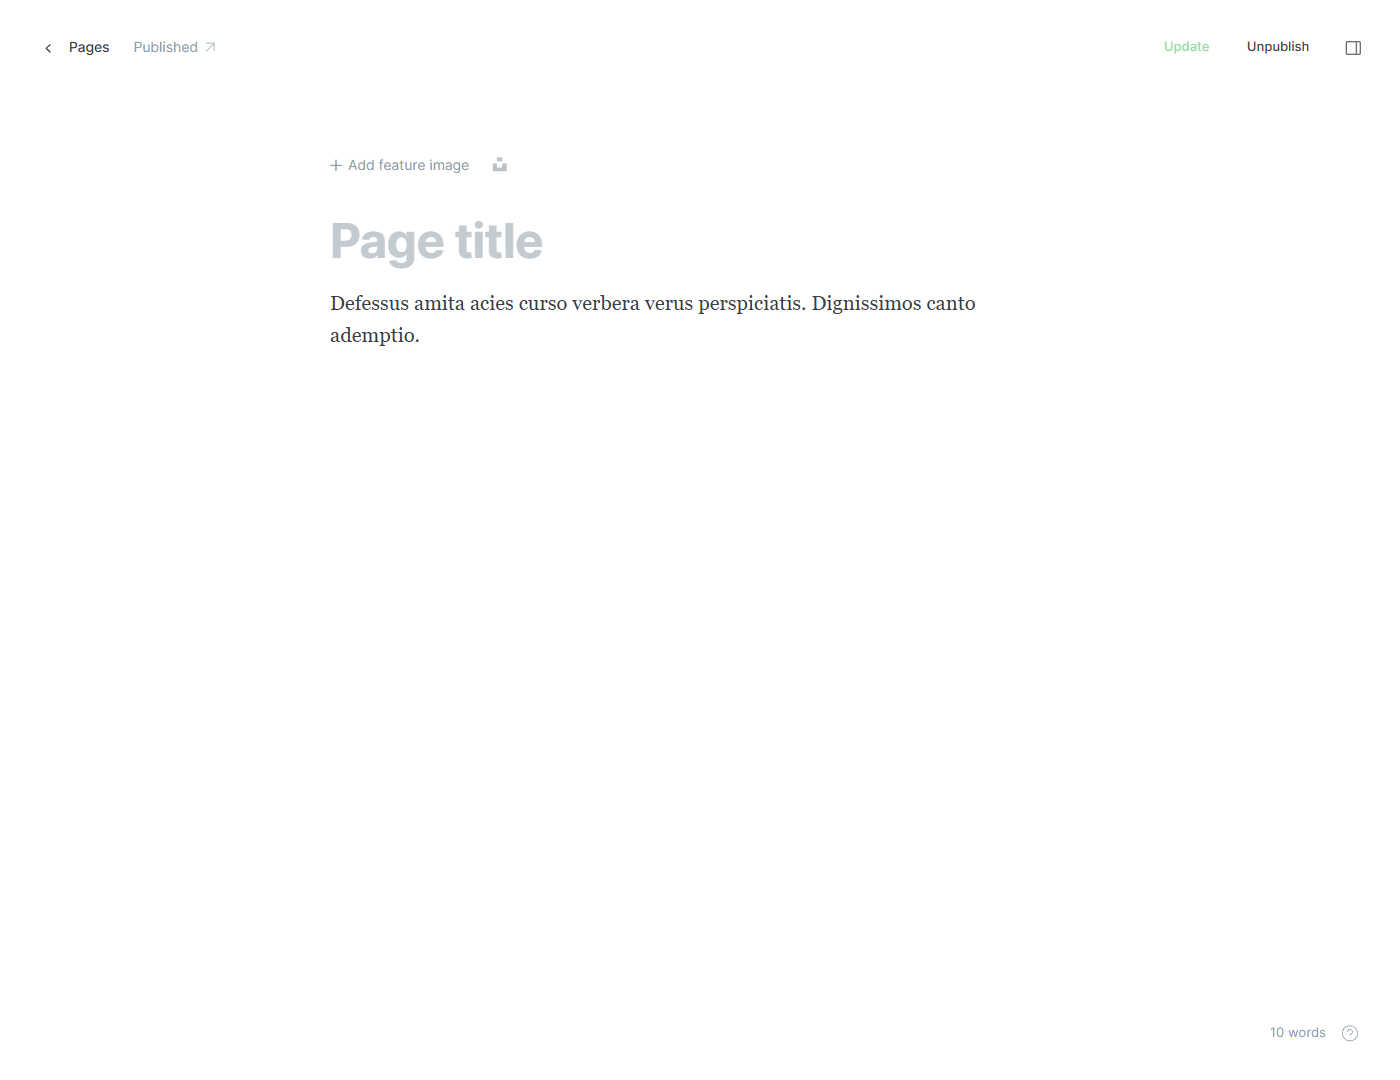 Pages
Published
Update
Unpublish
Add feature image
Page title
Defessus amita acies curso verbera verus perspiciatis. Dignissimos canto
ademptio.
10 words